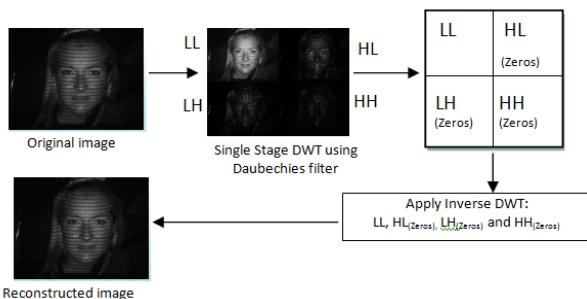 LL
HL
LH
HH
Original image
Single Stage DWT using
Daubechies filter
LL
HL
(Zeros)
LH
(Zeros)
HH
(Zeros)
Apply Inverse DWT:
LL, HL(Zeros), LH(Zeros) and HH(Zeros)
Reconstructed image